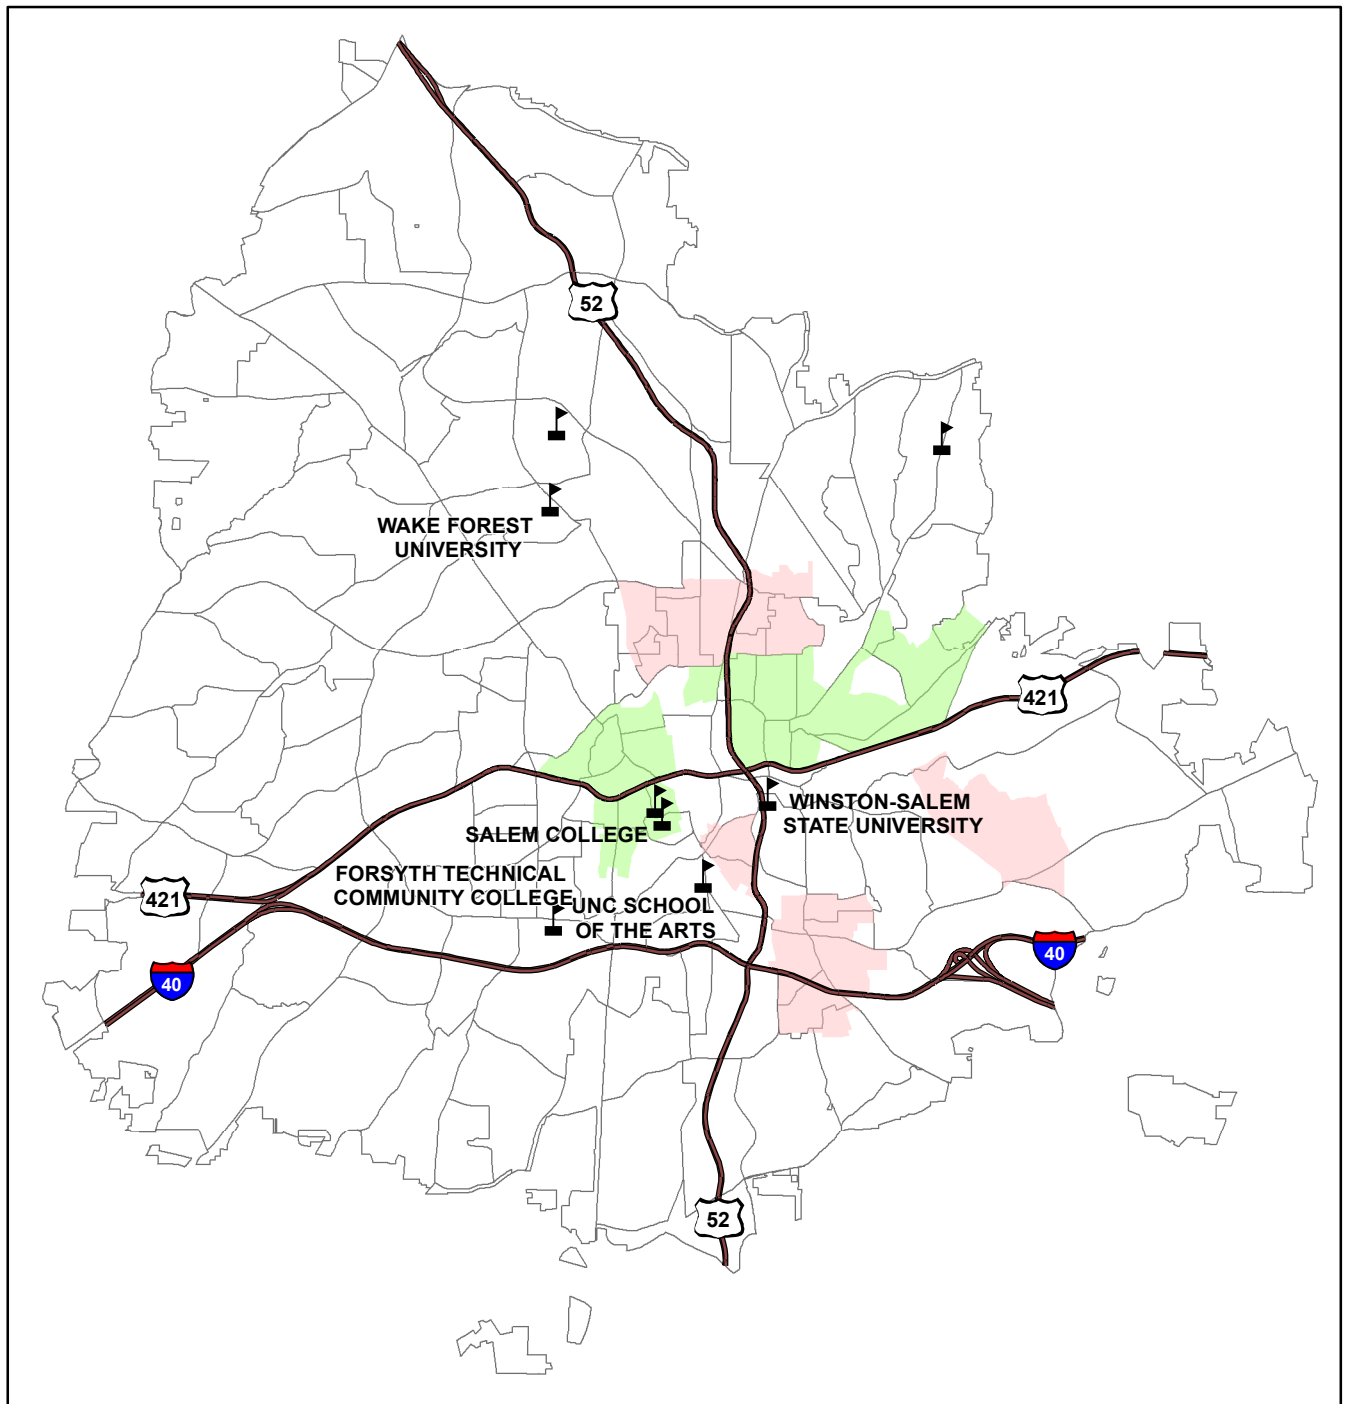 52
WAKE FOREST
UNIVERSITY
421
WINSTON-SALEM
STATE UNIVERSITY
SALEM COLLEGE
FORSYTH TECHNICAL
COMMUNITY COLLEGE
421
UNC SCHOOL
OF THE ARTS
40
40
52